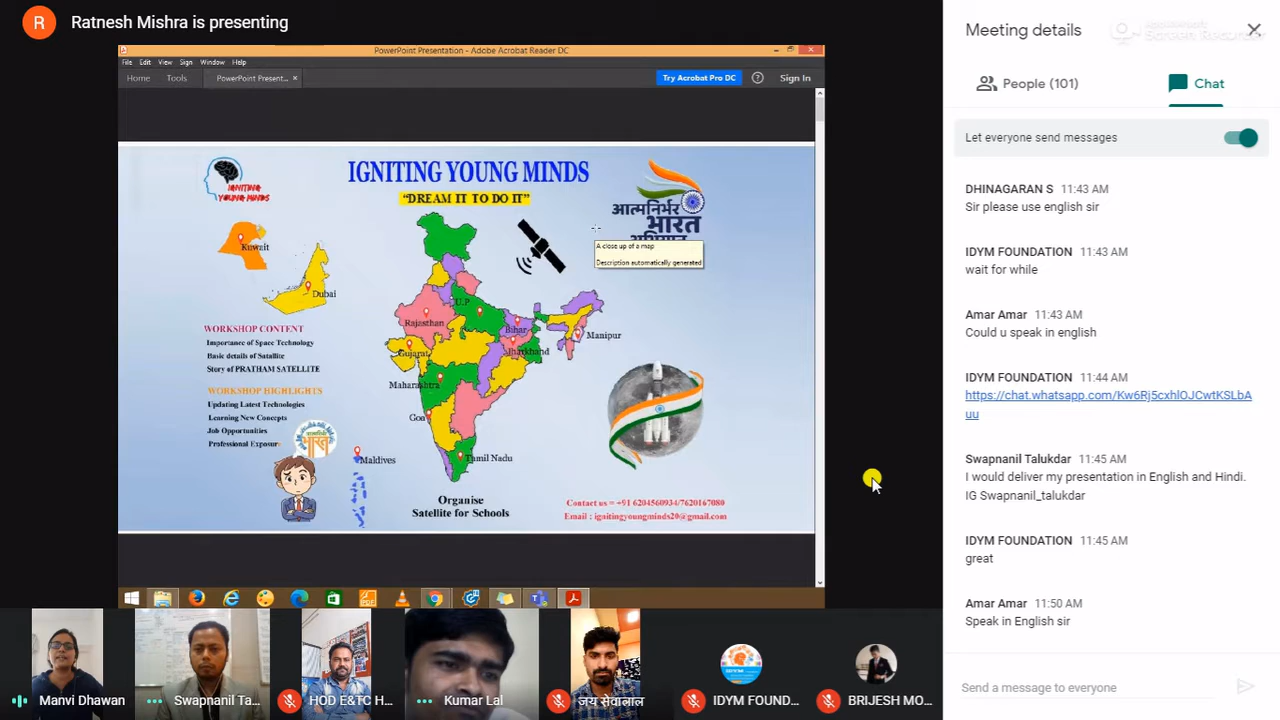 R
Ratnesh Mishra is presenting
PowerPoint Presentation - Adobe Acrobat Reader DC
File Edit View Sign Window Help
Home Tools PowerPoint Present... × Try Acrobat Pro DC ? Sign In
IGNITING YOUNG MINDS
"DREAM IT TO DO IT"
IGNITING
YOUNG MINDS
आत्मनिर्भर
भारत
अभियान
A close up of a map
Description automatically generated
Kuwait
Dubai
U.P
Rajasthan
Bihar
Manipur
Gujarat
Jharkhand
Maharashtra
Goa
Tamil Nadu
Maldives
WORKSHOP CONTENT
Importance of Space Technology
Basic details of Satallite
Story of PRATHAM SATELLITE
WORKSHOP HIGHLIGHTS
Updating Latest Technologies
Learning New Concepts
Job Opportunities
Professional Exposur
भारत
Organise
Satellite for Schools
Contact us = +91 6204560934/7620167080
Email : ignitingyoungminds20@gmail.com
Manvi Dhawan
Swapnanil Ta...
HOD E&TC H...
Kumar Lal
जय सेवालाल
IDYM FOUND...
BRIJESH MO...
Meeting details
People (101)
Chat
Let everyone send messages
DHINAGARAN S 11:43 AM
Sir please use english sir
IDYM FOUNDATION 11:43 AM
wait for while
Amar Amar 11:43 AM
Could u speak in english
IDYM FOUNDATION 11:44 AM
https://chat.whatsapp.com/Kw6Rj5cxhlOJCwtKSLbA
uu
Swapnanil Talukdar 11:45 AM
I would deliver my presentation in English and Hindi.
IG Swapnanil_talukdar
IDYM FOUNDATION 11:45 AM
great
Amar Amar 11:50 AM
Speak in English sir
Send a message to everyone